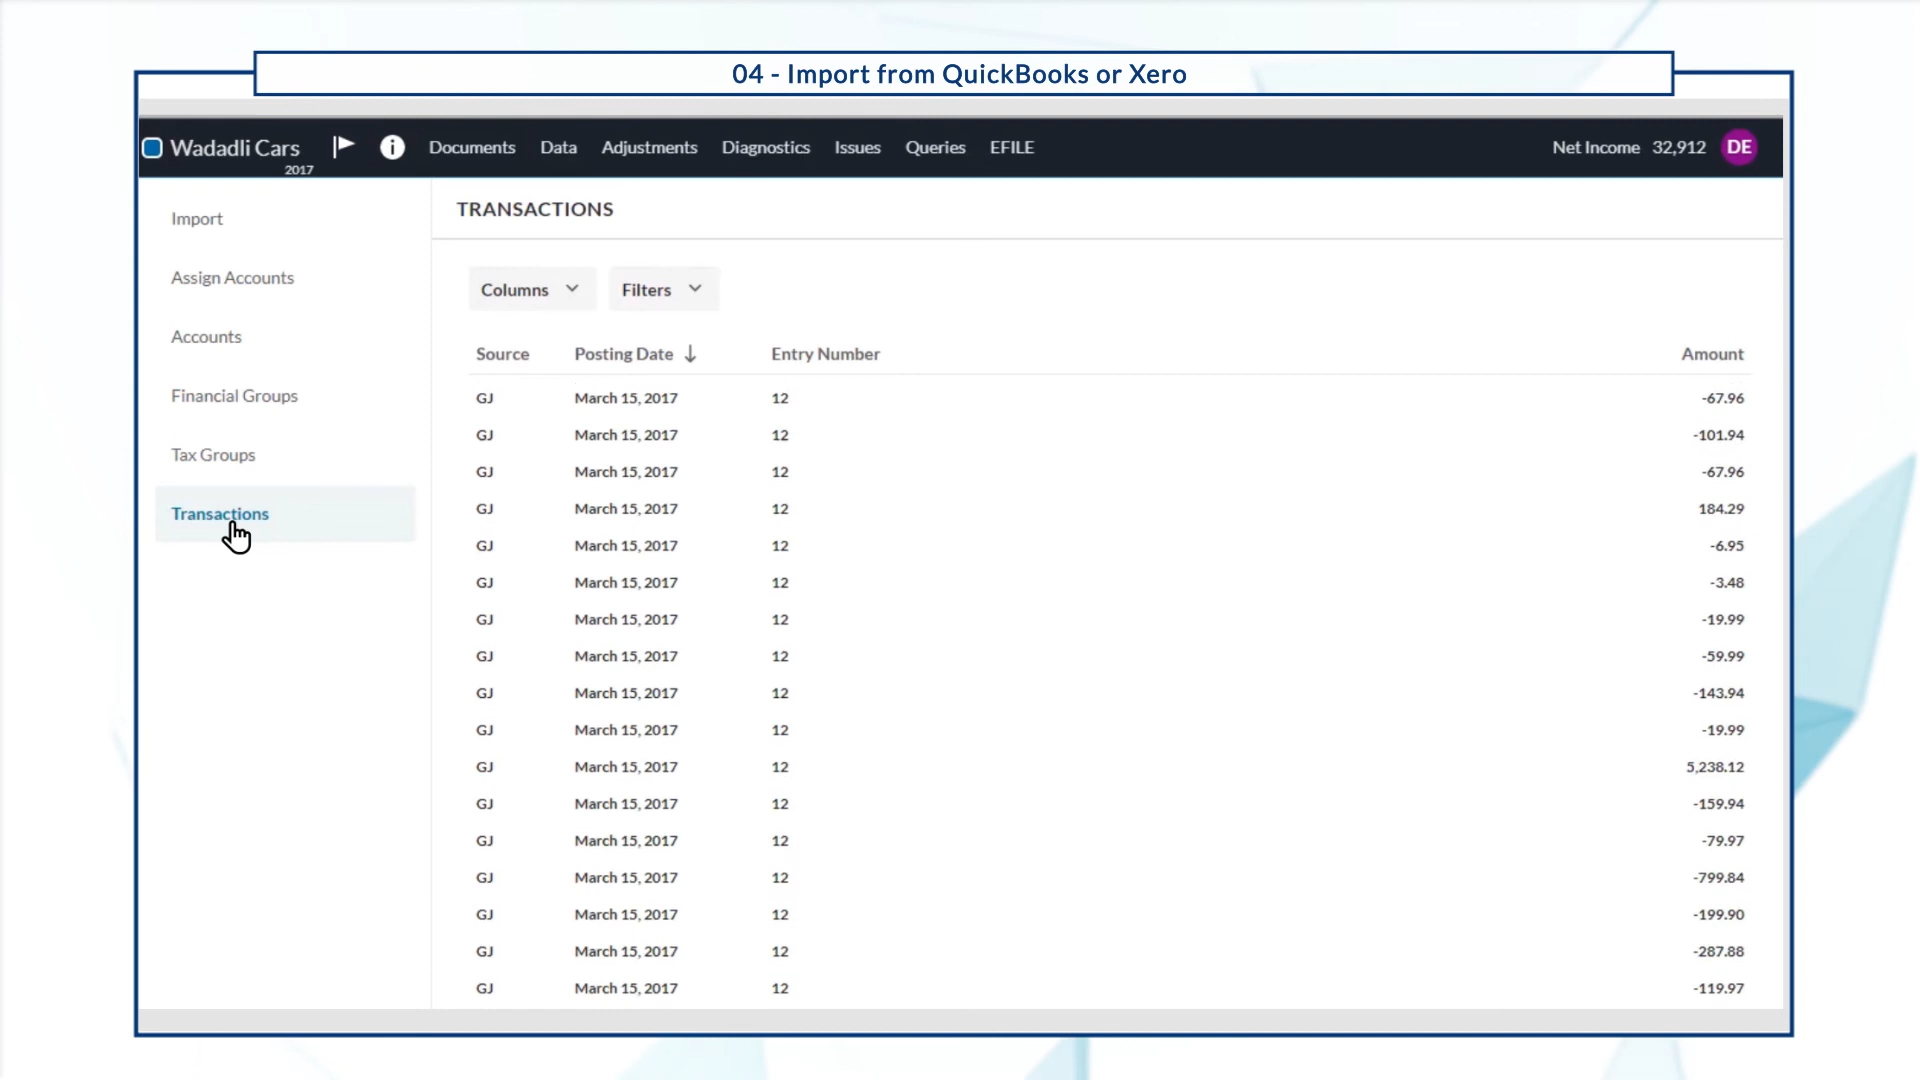 04 - Import from QuickBooks or Xero
Wadadli Cars Documents Data Adjustments Diagnostics Issues Queries EFILE Net Income 32,912 DE
2017
Import
Assign Accounts
Accounts
Financial Groups
Tax Groups
Transactions
TRANSACTIONS
Columns Filters
Source Posting Date Entry Number Amount
GJ March 15, 2017 12 -67.96
GJ March 15, 2017 12 -101.94
GJ March 15, 2017 12 -67.96
GJ March 15, 2017 12 184.29
GJ March 15, 2017 12 -6.95
GJ March 15, 2017 12 -3.48
GJ March 15, 2017 12 -19.99
GJ March 15, 2017 12 -59.99
GJ March 15, 2017 12 -143.94
GJ March 15, 2017 12 -19.99
GJ March 15, 2017 12 5,238.12
GJ March 15, 2017 12 -159.94
GJ March 15, 2017 12 -79.97
GJ March 15, 2017 12 -799.84
GJ March 15, 2017 12 -199.90
GJ March 15, 2017 12 -287.88
GJ March 15, 2017 12 -119.97